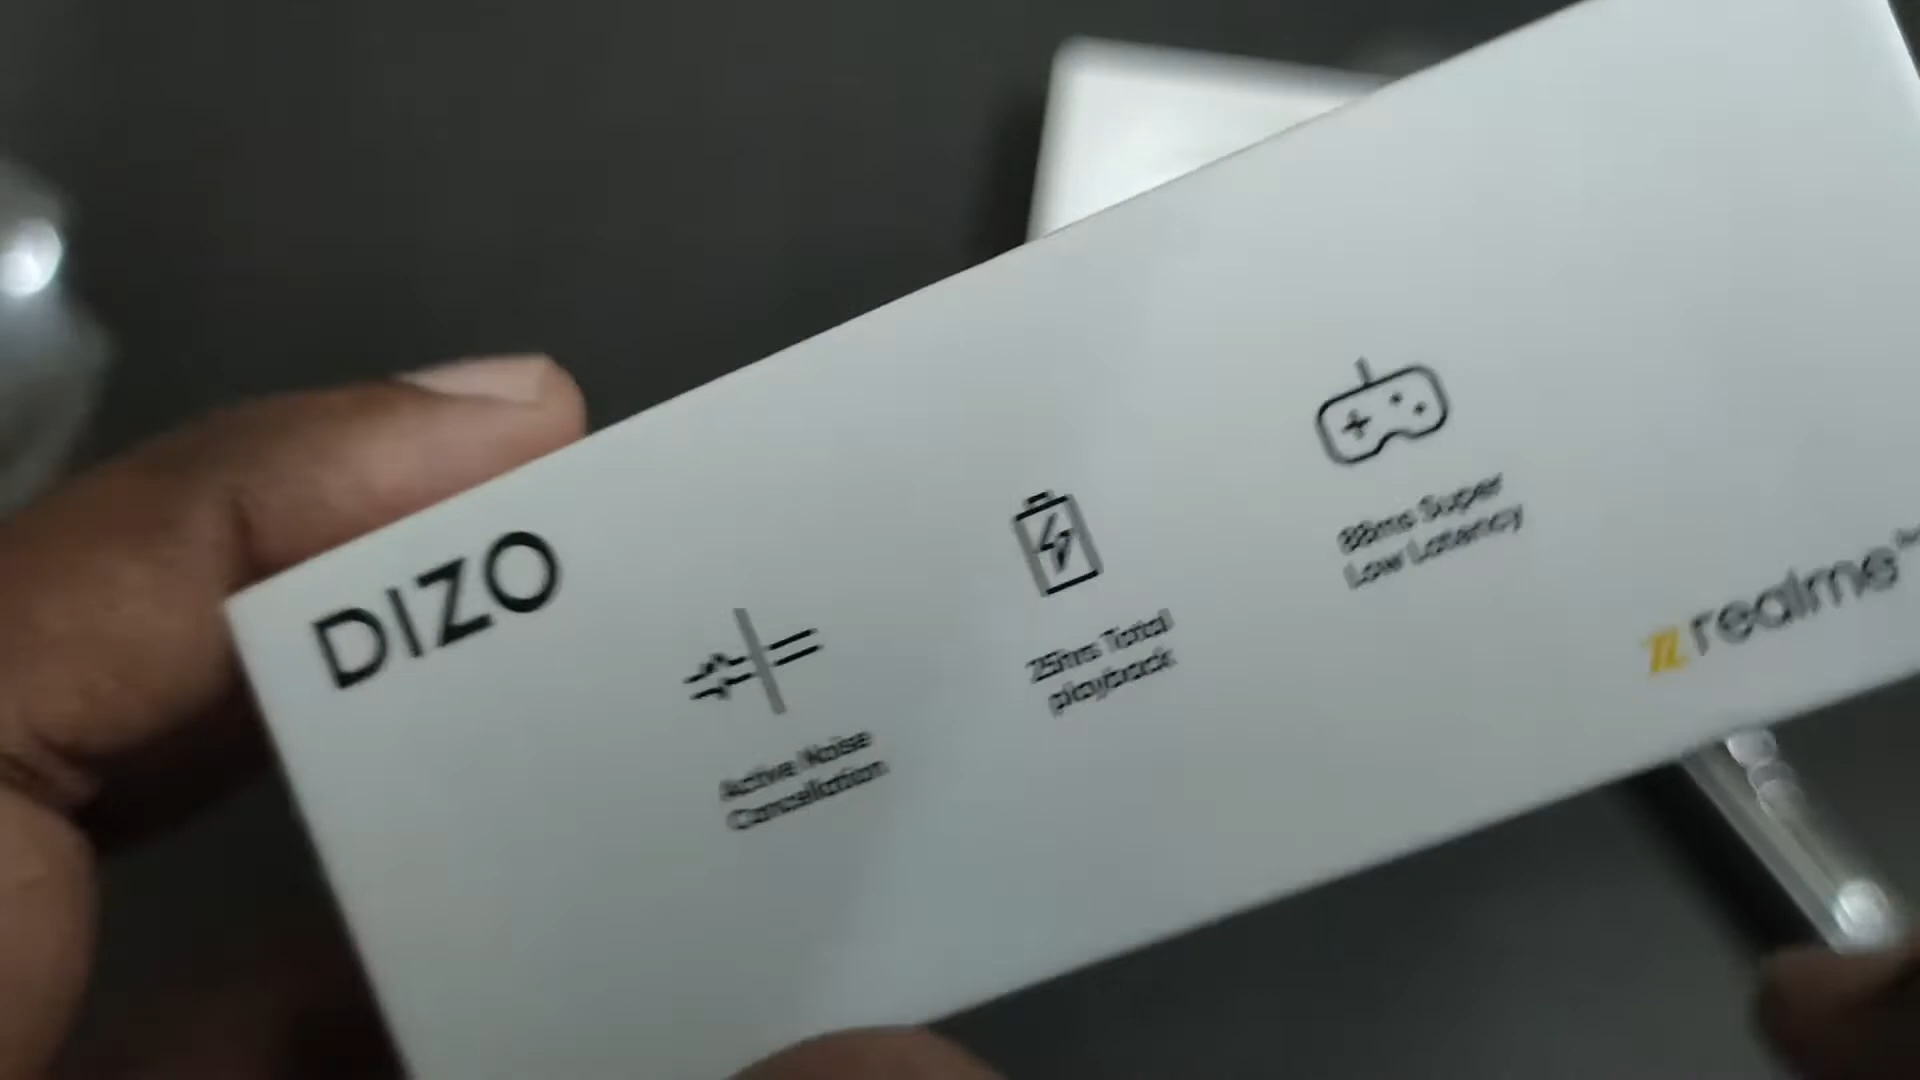 DIZO
Active Noise
Cancellation
25hrs Total
playback
88ms Super
Low Latency
realme